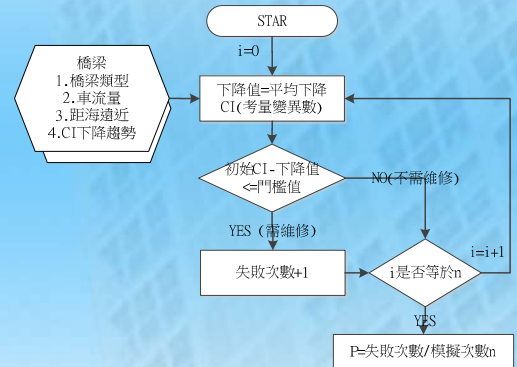 STAR
i=0
橋梁
1.橋梁類型
2.車流量
3.距海遠近
4.CI下降趨勢
下降值=平均下降
CI(考量變異數)
初始CI-下降值
<=門檻值
NO(不需維修)
YES (需維修)
失敗次數+1
i是否等於n
i=i+1
YES
P=失敗次數/模擬次數n